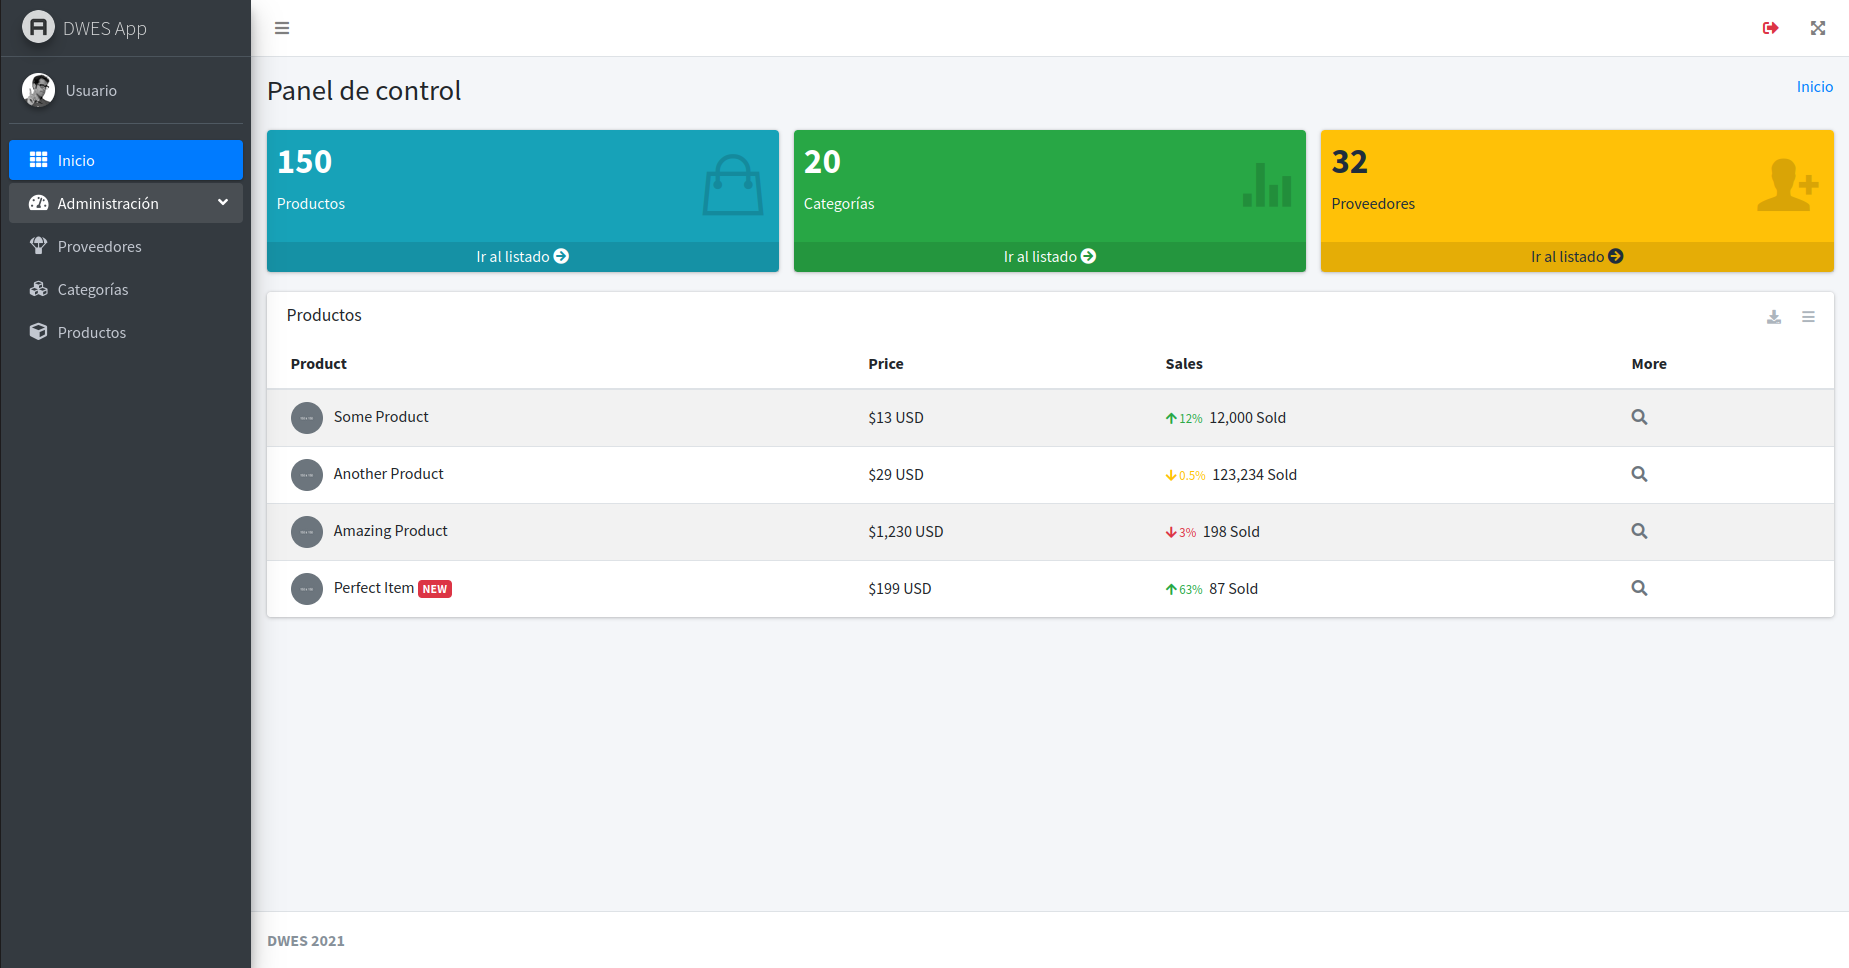 DWES App
Usuario
Inicio
Administración
Proveedores
Categorías
Productos
Panel de control
Inicio
150
Productos
Ir al listado
20
Categorías
Ir al listado
32
Proveedores
Ir al listado
Productos
Product Price Sales More
Some Product $13 USD 12% 12,000 Sold
Another Product $29 USD 0.5% 123,234 Sold
Amazing Product $1,230 USD 3% 198 Sold
Perfect Item NEW $199 USD 63% 87 Sold
DWES 2021